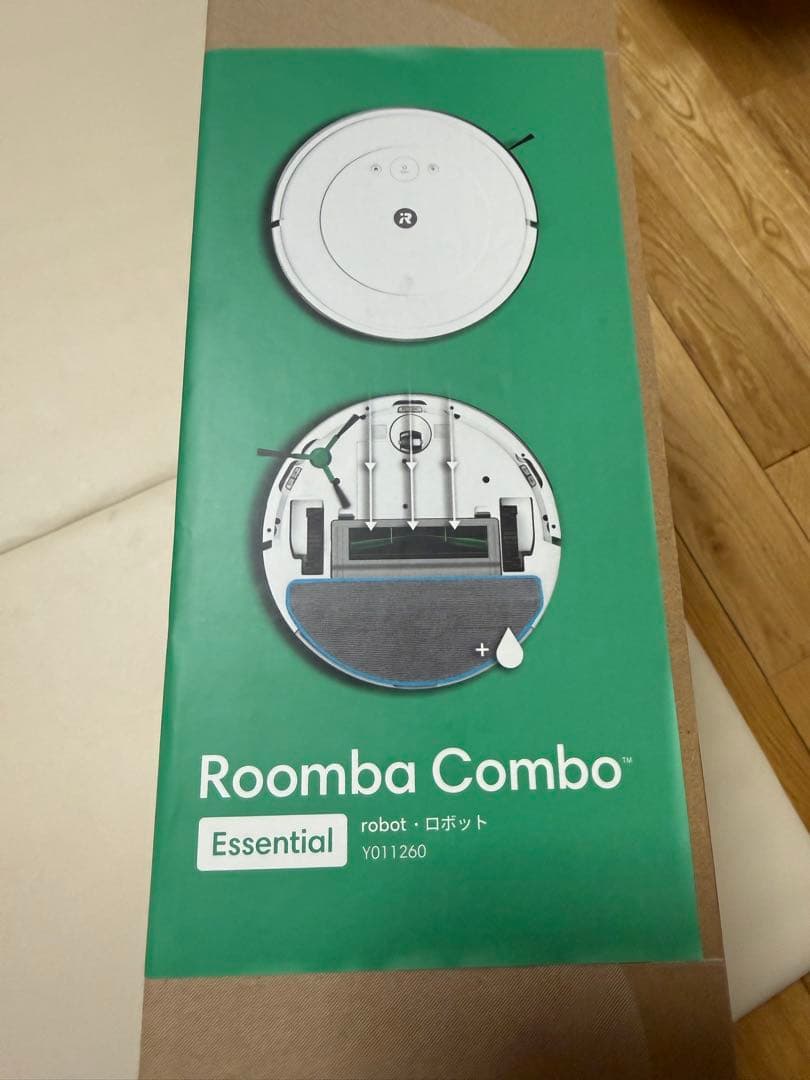 Roomba Combo™
Essential
robot・ロボット
Y011260